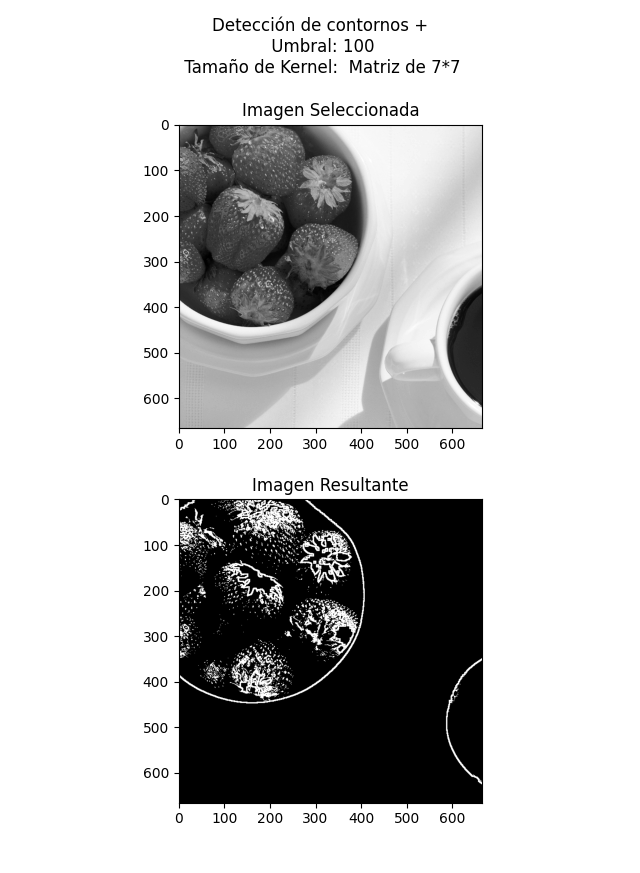 Detección de contornos +
Umbral: 100
Tamaño de Kernel:  Matriz de 7*7
Imagen Seleccionada
0
100
200
300
400
500
600
0 100 200 300 400 500 600
Imagen Resultante
0
100
200
300
400
500
600
0 100 200 300 400 500 600